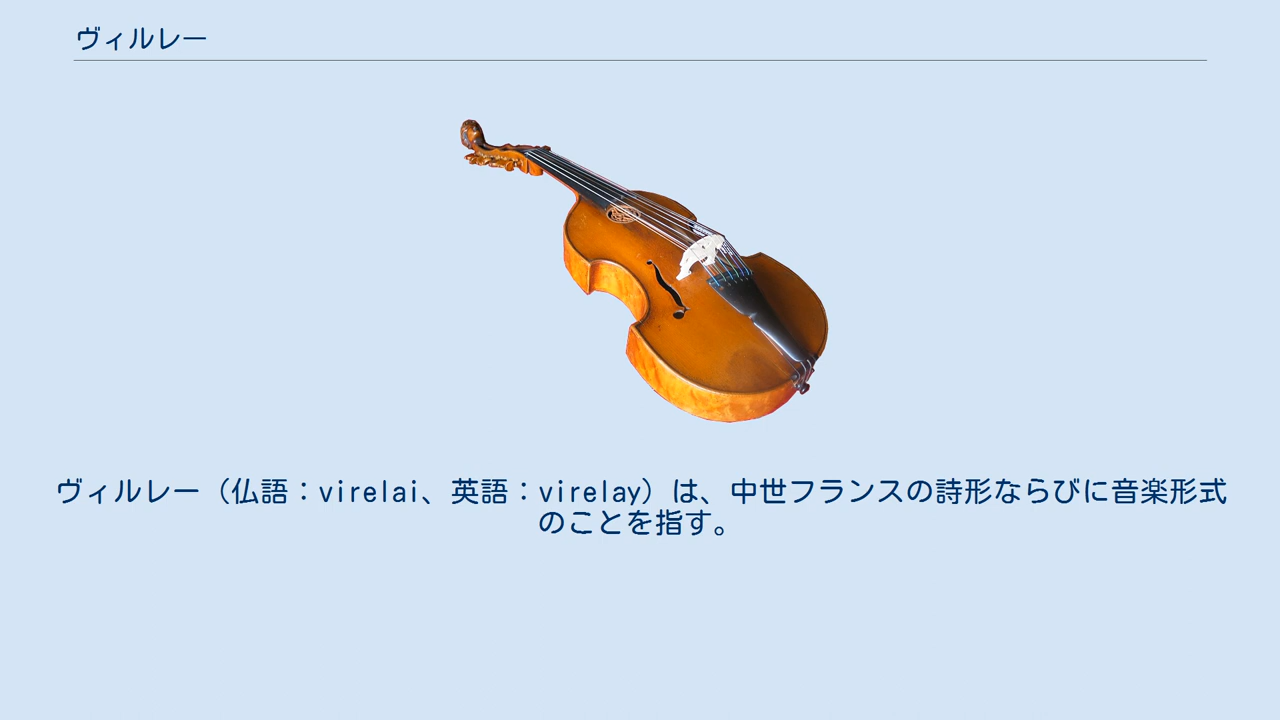 ヴィルレー
ヴィルレー（仏語：virelai、英語：virelay）は、中世フランスの詩形ならびに音楽形式
のことを指す。